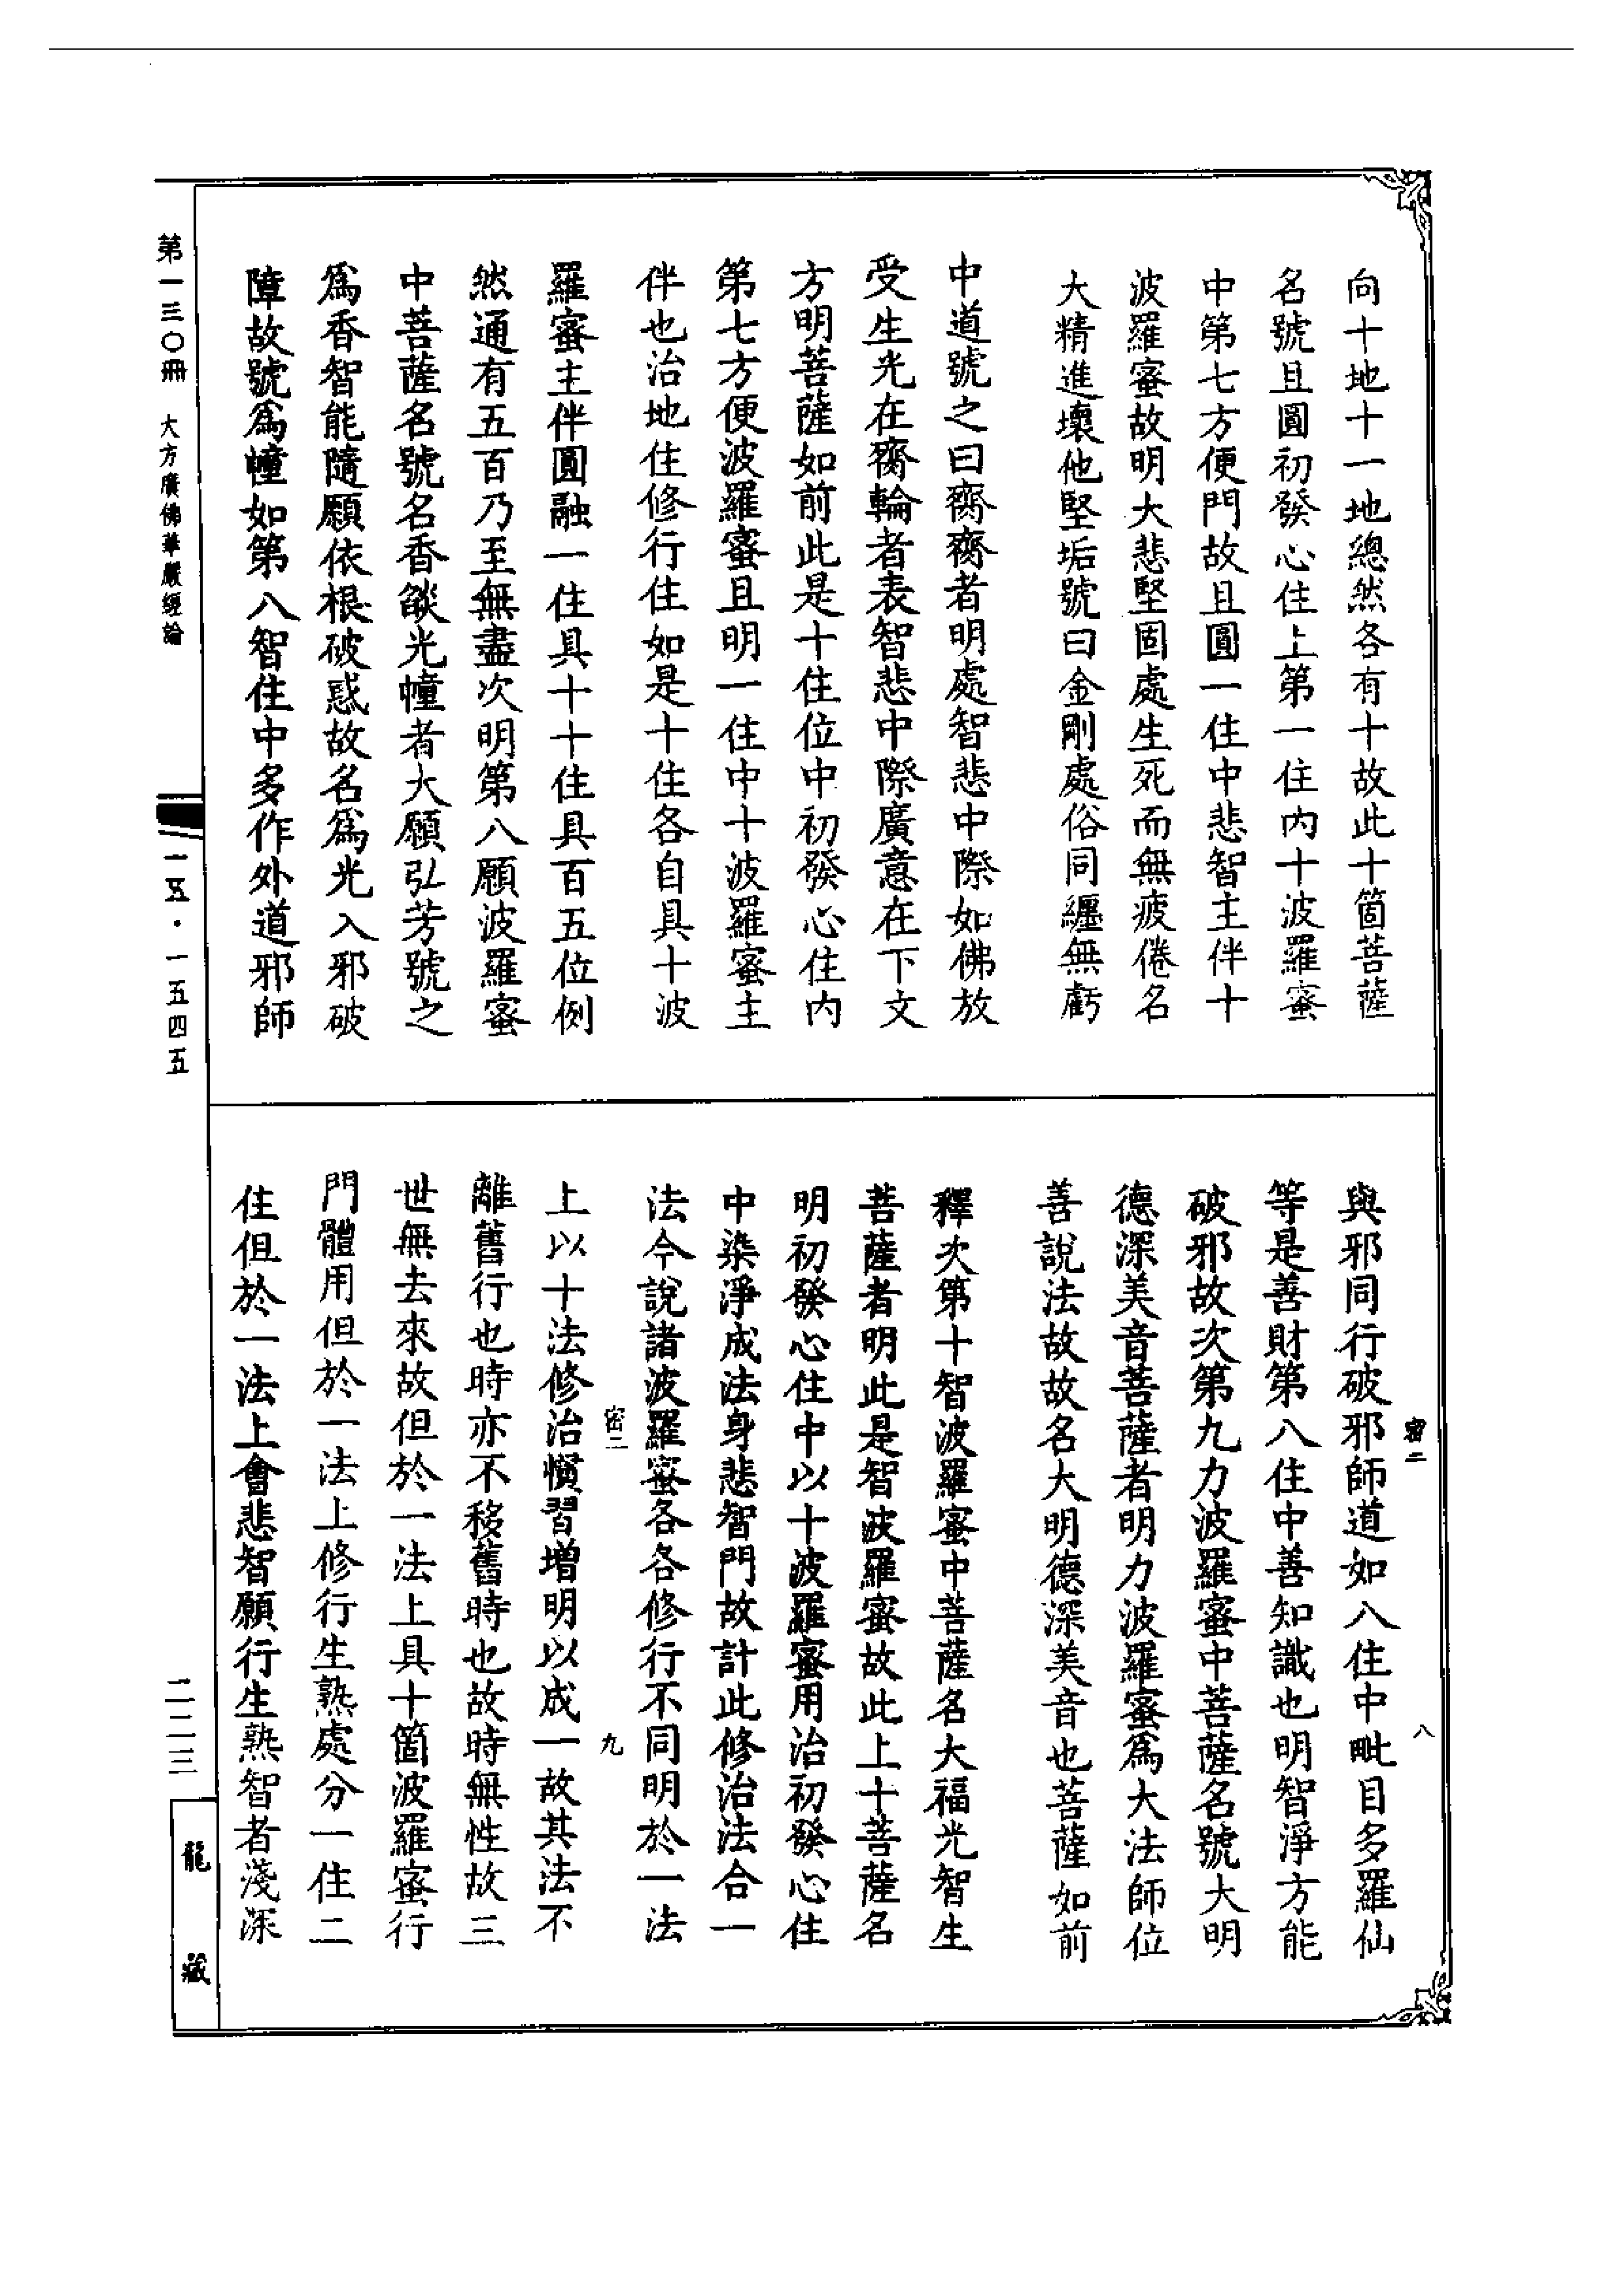 向十地十一地總然各有十故此十箇菩薩
名號且圓初發心住上第一住內十波羅蜜
中第七方便門故且圓一住中悲智主伴十
波羅蜜故明大悲堅固處生死而無疲倦名
大精進壞他堅垢號曰金剛處俗同纏無虧
中道號之曰齊齊者明處智悲中際如佛放
受生光在齊輪者表智悲中際廣意在下文
方明菩薩如前此是十住位中初發心住內
第七方便波羅蜜且明一住中十波羅蜜主
伴也治地住修行住如是十住各自具十波
羅蜜主伴圓融一住具十十住具百五位例
然通有五百乃至無盡次明第八願波羅蜜
中菩薩名號名香燄光幢者大願弘芳號之
為香智能隨願依根破惑故名為光入邪破
障故號為幢如第八智住中多作外道邪師
與邪同行破邪師道如八住中毗目多羅仙
等是善財第八住中善知識也明智淨方能
破邪故次第九力波羅蜜中菩薩名號大明
德深美音菩薩者明力波羅蜜為大法師位
善說法故故名大明德深美音也菩薩如前
釋次第十智波羅蜜中菩薩名大福光智生
菩薩者明此是智波羅蜜故此上十菩薩名
明初發心住中以十波羅蜜用治初發心住
中染淨成法身悲智門故計此修治法合一
法今說諸波羅蜜各各修行不同明於一法
上以十法修治慣習增明以成一故其法不
離舊行也時亦不移舊時也故時無性故三
世無去來故但於一法上具十箇波羅蜜行
門體用但於一法上修行生熟處分一住二
住但於一法上會悲智願行生熟智者淺深
密二
八
密二
九
第一三〇冊 大方廣佛華嚴經論
一五·一五四五
二二三
龍藏